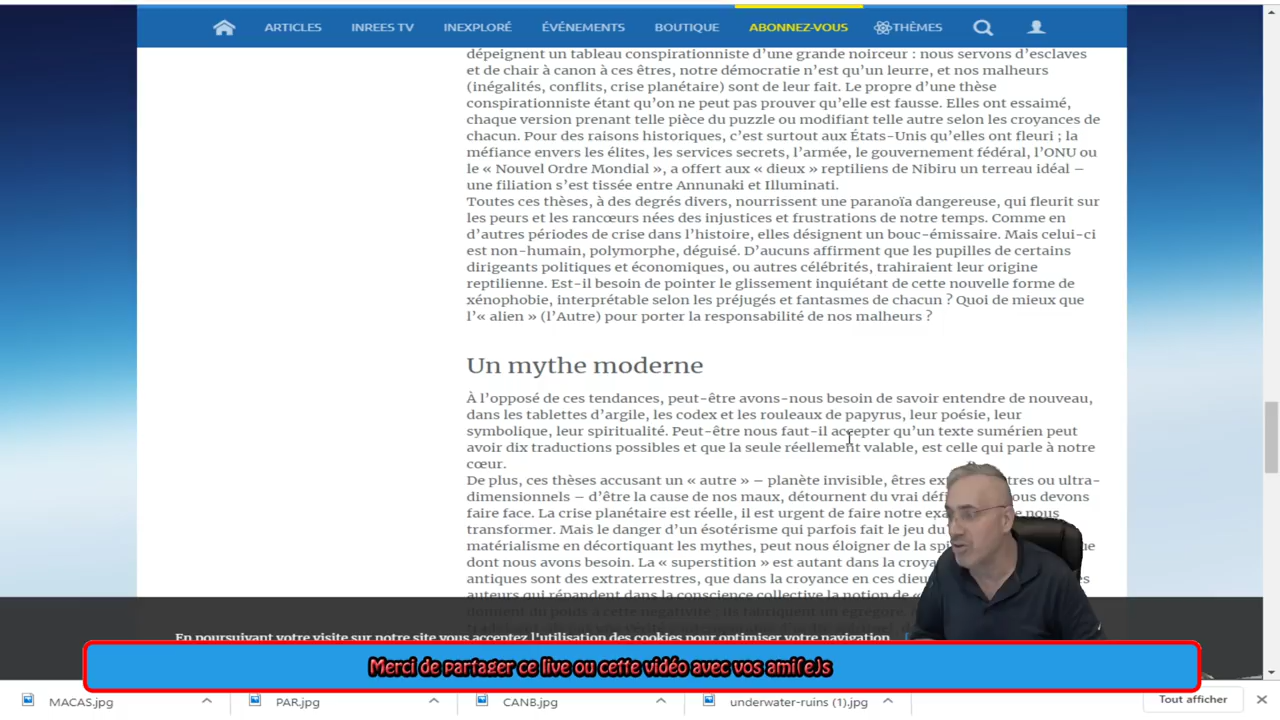 ARTICLES INREES TV INEXPLORÉ ÉVÉNEMENTS BOUTIQUE ABONNEZ-VOUS THÈMES
dépeignent un tableau conspirationniste d’une grande noirceur : nous servons d’esclaves
et de chair à canon à ces êtres, notre démocratie n’est qu’un leurre, et nos malheurs
(inégalités, conflits, crise planétaire) sont de leur fait. Le propre d’une thèse
conspirationniste étant qu’on ne peut pas prouver qu’elle est fausse. Elles ont essaimé,
chaque version prenant telle pièce du puzzle ou modifiant telle autre selon les croyances de
chacun. Pour des raisons historiques, c’est surtout aux États-Unis qu’elles ont fleuri ; la
méfiance envers les élites, les services secrets, l’armée, le gouvernement fédéral, l’ONU ou
le « Nouvel Ordre Mondial », a offert aux « dieux » reptiliens de Nibiru un terreau idéal –
une filiation s’est tissée entre Annunaki et Illuminati.
Toutes ces thèses, à des degrés divers, nourrissent une paranoïa dangereuse, qui fleurit sur
les peurs et les rancœurs nées des injustices et frustrations de notre temps. Comme en
d’autres périodes de crise dans l’histoire, elles désignent un bouc-émissaire. Mais celui-ci
est non-humain, polymorphe, déguisé. D’aucuns affirment que les pupilles de certains
dirigeants politiques et économiques, ou autres célébrités, trahiraient leur origine
reptilienne. Est-il besoin de pointer le glissement inquiétant de cette nouvelle forme de
xénophobie, interprétable selon les préjugés et fantasmes de chacun ? Quoi de mieux que
l’« alien » (l’Autre) pour porter la responsabilité de nos malheurs ?
Un mythe moderne
À l’opposé de ces tendances, peut-être avons-nous besoin de savoir entendre de nouveau,
dans les tablettes d’argile, les codex et les rouleaux de papyrus, leur poésie, leur
symbolique, leur spiritualité. Peut-être nous faut-il accepter qu’un texte sumérien peut
avoir dix traductions possibles et que la seule réellement valable, est celle qui parle à notre
cœur.
De plus, ces thèses accusant un « autre » – planète invisible, êtres ou ultra-
dimensionnels – d’être la cause de nos maux, détournent du vrai devons
faire face. La crise planétaire est réelle, il est urgent de faire notre nous
transformer. Mais le danger d’un ésotérisme qui parfois fait le jeu du
matérialisme en décortiquant les mythes, peut nous éloigner de la que
dont nous avons besoin. La « superstition » est autant dans la
antiques sont des extraterrestres, que dans la croyance en ces
auteurs qui répandent dans la conscience collective la notion de
donnent du poids à cette négativité : ils fabriquent un égrégore.
En poursuivant votre visite sur notre site vous acceptez l'utilisation des cookies pour optimiser votre navigation
Merci de partager ce live ou cette vidéo avec vos ami(e)s
MACAS.jpg PAR.jpg CANB.jpg underwater-ruins (1).jpg Tout afficher